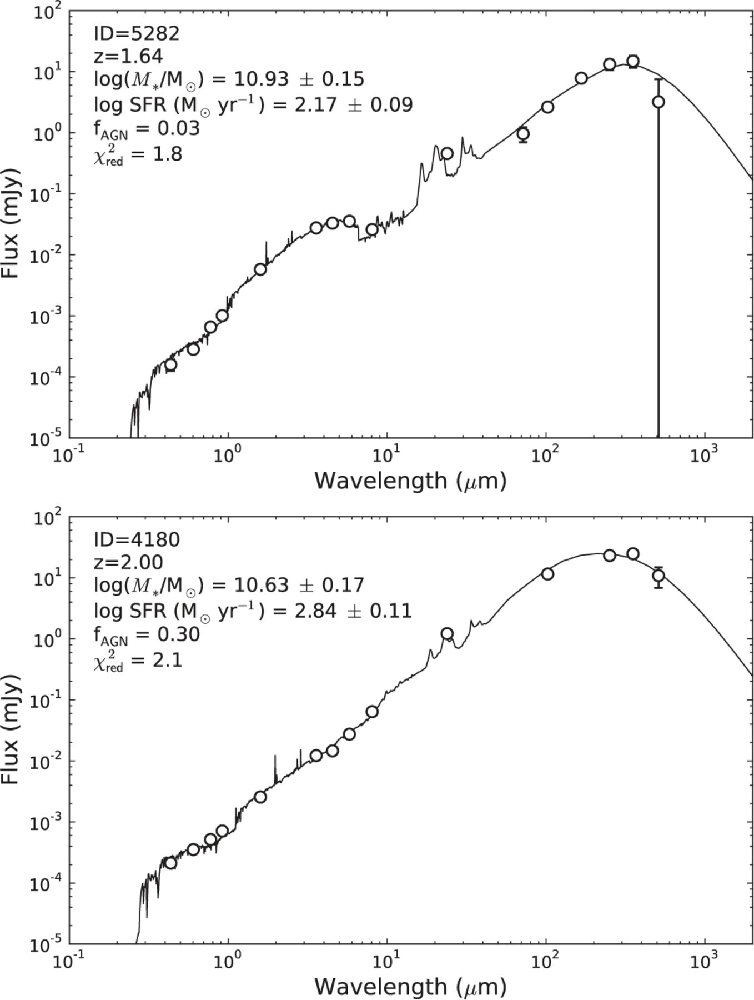 10²
10¹
10⁰
10⁻¹
10⁻²
10⁻³
10⁻⁴
10⁻⁵
Flux (mJy)
ID=5282
z=1.64
log(M*/M☉) = 10.93 ± 0.15
log SFR (M☉ yr⁻¹) = 2.17 ± 0.09
f_AGN = 0.03
χ²_red = 1.8
10⁻¹ 10⁰ 10¹ 10² 10³
Wavelength (μm)
10²
10¹
10⁰
10⁻¹
10⁻²
10⁻³
10⁻⁴
10⁻⁵
Flux (mJy)
ID=4180
z=2.00
log(M*/M☉) = 10.63 ± 0.17
log SFR (M☉ yr⁻¹) = 2.84 ± 0.11
f_AGN = 0.30
χ²_red = 2.1
10⁻¹ 10⁰ 10¹ 10² 10³
Wavelength (μm)